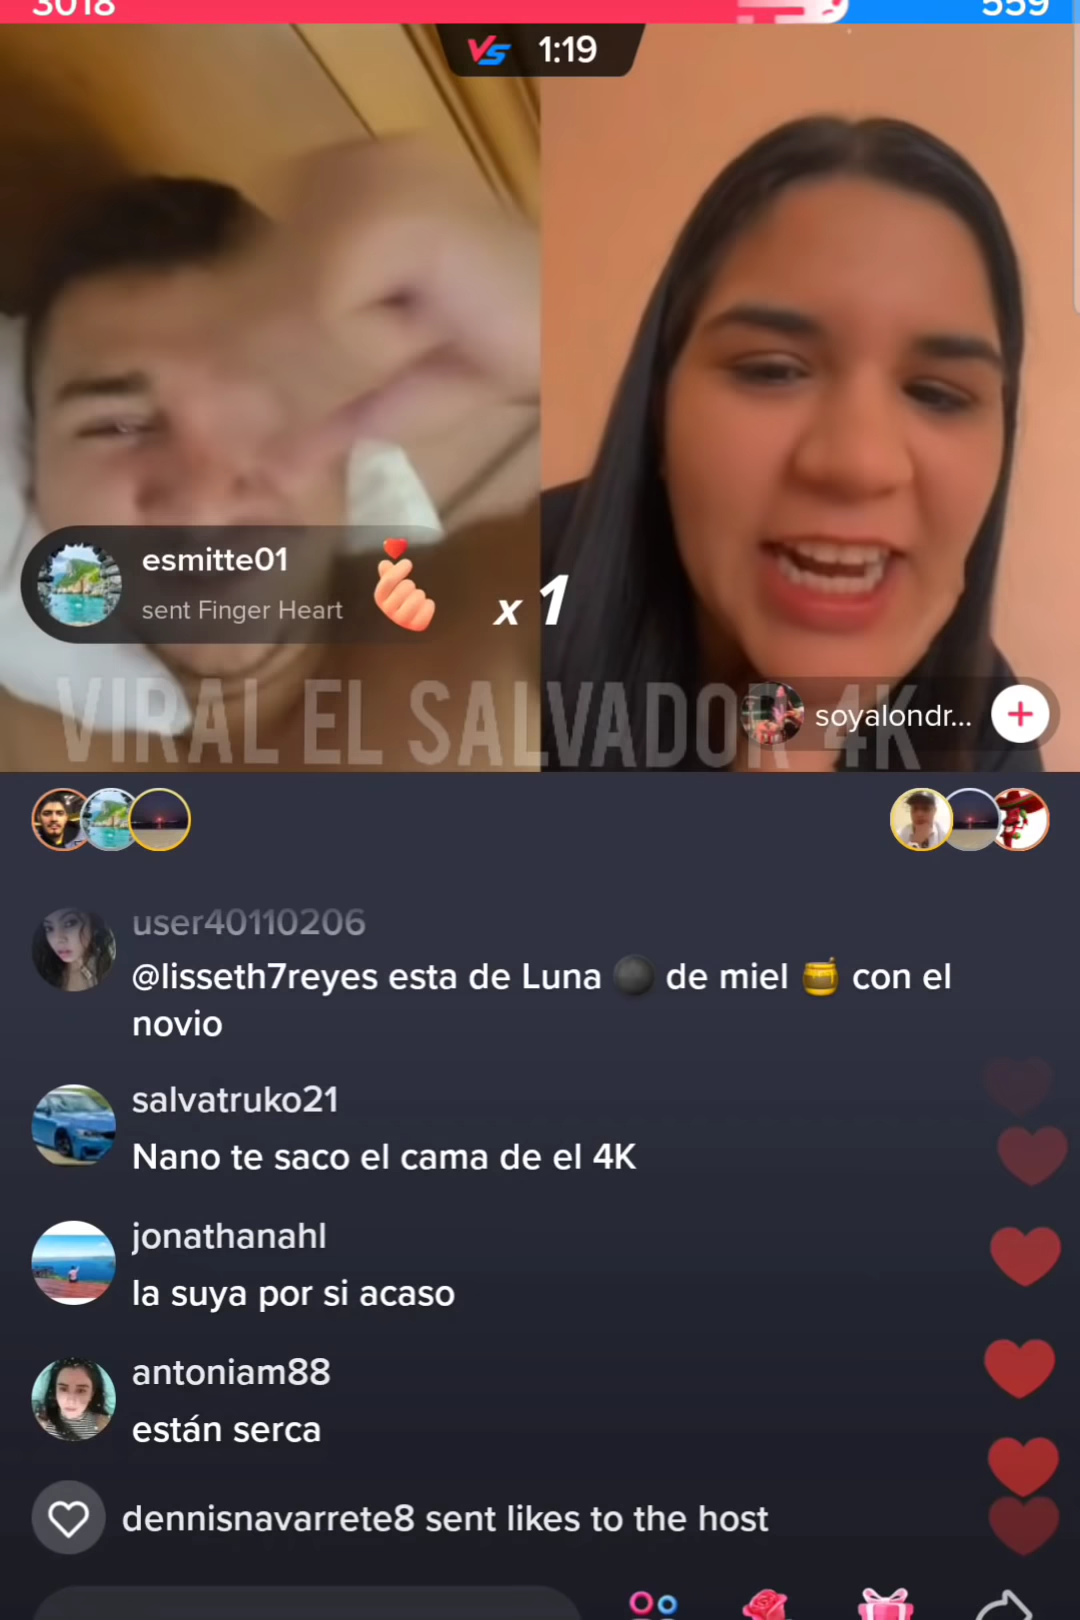 3018
559
VS 1:19
esmitte01
sent Finger Heart
x 1
VIRAL EL SALVADOR 4K
soyalondr...
user40110206
@lisseth7reyes esta de Luna 🌑 de miel 🍯 con el
novio
salvatruko21
Nano te saco el cama de el 4K
jonathanahl
la suya por si acaso
antoniam88
están serca
dennisnavarrete8 sent likes to the host